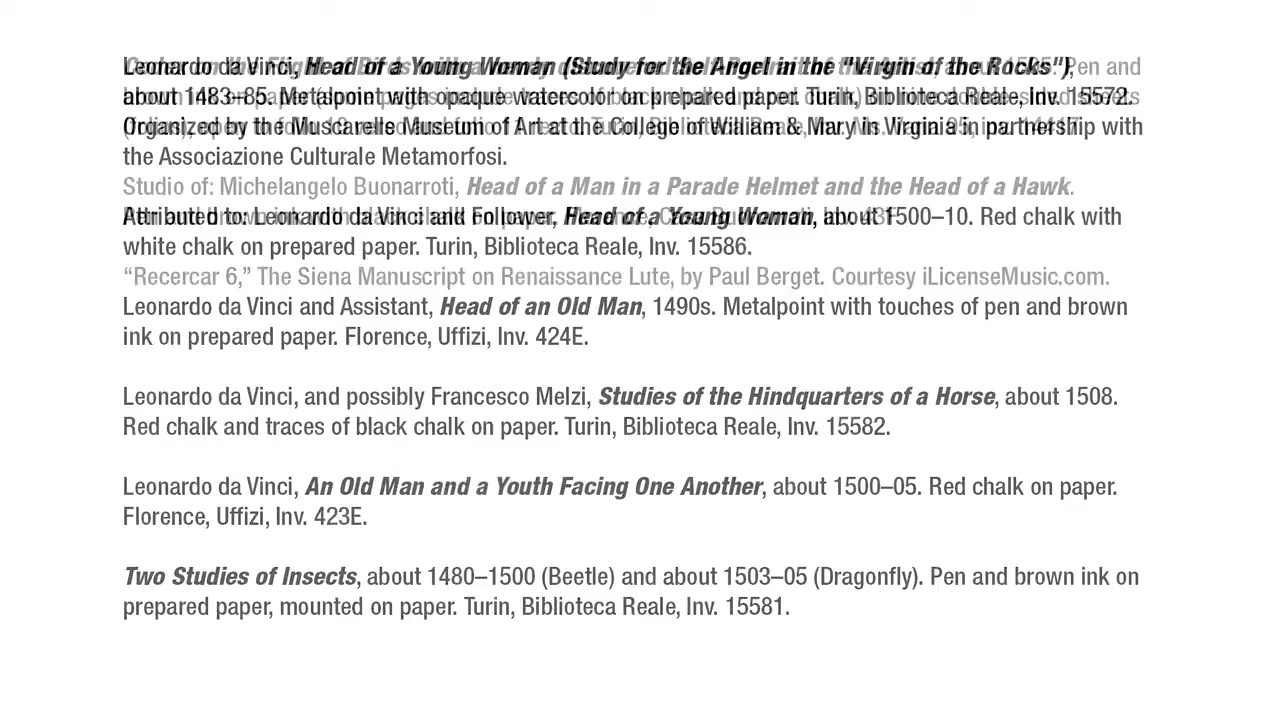 Leonardo da Vinci, Head of a Young Woman (Study for the Angel in the "Virgin of the Rocks"), Pen and
about 1483–85. Metalpoint with opaque watercolor on prepared paper. Turin, Biblioteca Reale, Inv. 15572.
Organized by the Muscarelle Museum of Art at the College of William & Mary in Virginia in partnership with
the Associazione Culturale Metamorfosi.
Studio of: Michelangelo Buonarroti, Head of a Man in a Parade Helmet and the Head of a Hawk.
Attributed to: Leonardo da Vinci and Follower, Head of a Young Woman, about 1500–10. Red chalk with
white chalk on prepared paper. Turin, Biblioteca Reale, Inv. 15586.
“Recercar 6,” The Siena Manuscript on Renaissance Lute, by Paul Berget. Courtesy iLicenseMusic.com.
Leonardo da Vinci and Assistant, Head of an Old Man, 1490s. Metalpoint with touches of pen and brown
ink on prepared paper. Florence, Uffizi, Inv. 424E.
Leonardo da Vinci, and possibly Francesco Melzi, Studies of the Hindquarters of a Horse, about 1508.
Red chalk and traces of black chalk on paper. Turin, Biblioteca Reale, Inv. 15582.
Leonardo da Vinci, An Old Man and a Youth Facing One Another, about 1500–05. Red chalk on paper.
Florence, Uffizi, Inv. 423E.
Two Studies of Insects, about 1480–1500 (Beetle) and about 1503–05 (Dragonfly). Pen and brown ink on
prepared paper, mounted on paper. Turin, Biblioteca Reale, Inv. 15581.